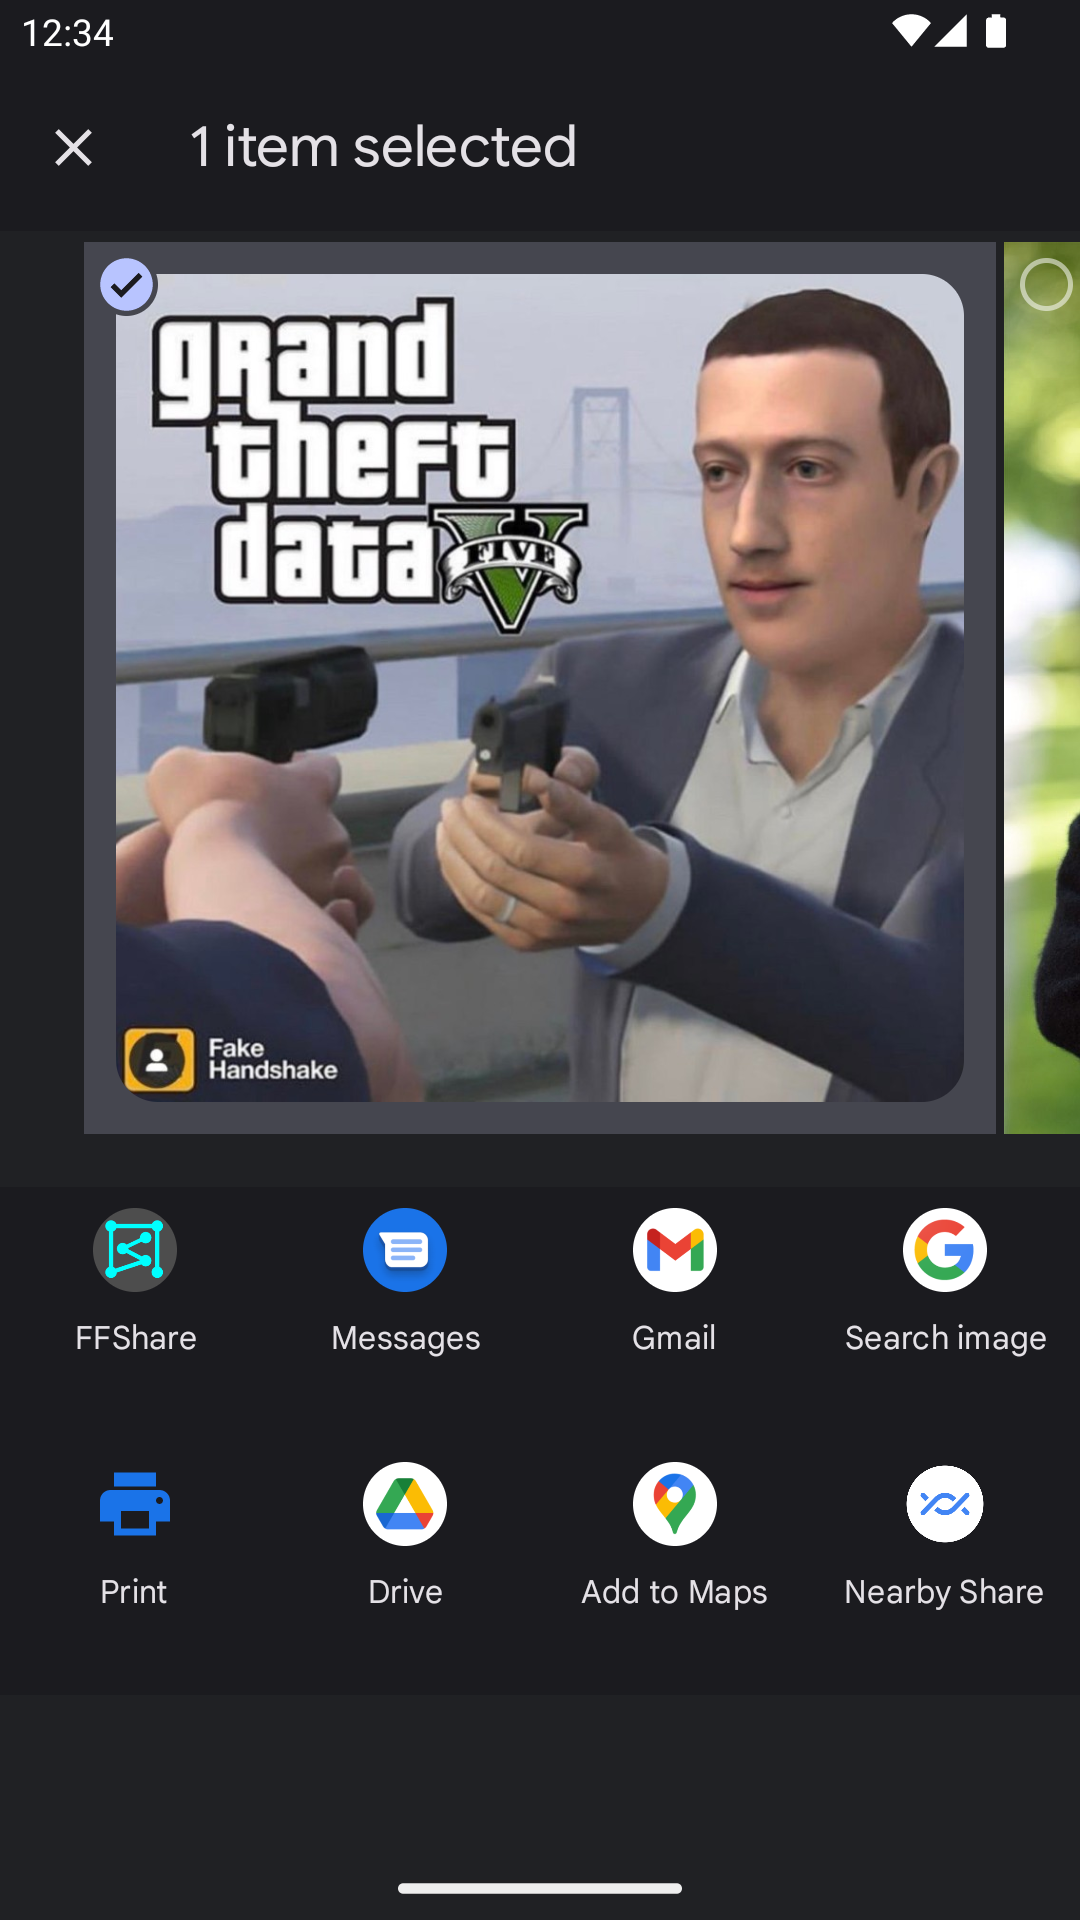 12:34
1 item selected
grand
theft
data
FIVE
Fake
Handshake
FFShare
Messages
Gmail
Search image
Print
Drive
Add to Maps
Nearby Share